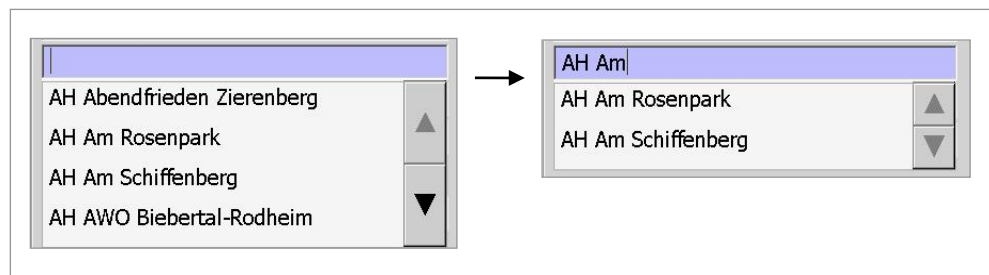 AH Abendfrieden Zierenberg
AH Am Rosenpark
AH Am Schiffenberg
AH AWO Biebertal-Rodheim
AH Am
AH Am Rosenpark
AH Am Schiffenberg